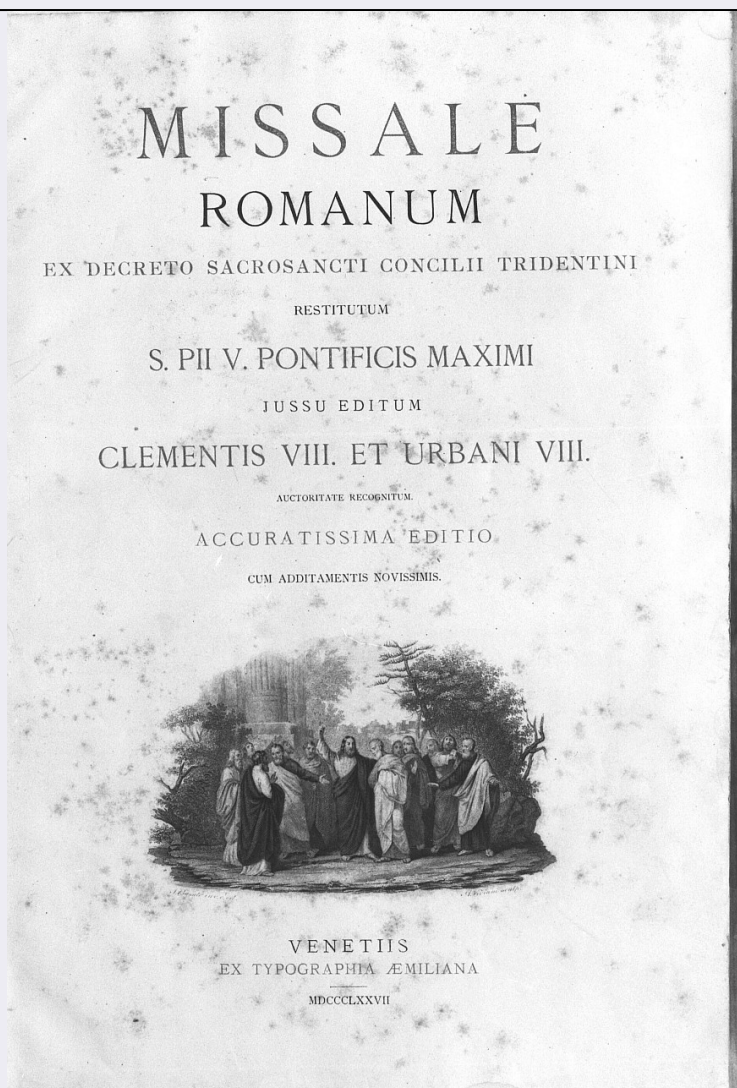 MISSALE
ROMANUM
EX DECRETO SACROSANCTI CONCILII TRIDENTINI
RESTITUTUM
S. PII V. PONTIFICIS MAXIMI
JUSSU EDITUM
CLEMENTIS VIII. ET URBANI VIII.
AUCTORITATE RECOGNITUM.
ACCURATISSIMA EDITIO
CUM ADDITAMENTIS NOVISSIMIS.
VENETIIS
EX TYPOGRAPHIA ÆMILIANA
MDCCCLXXVII